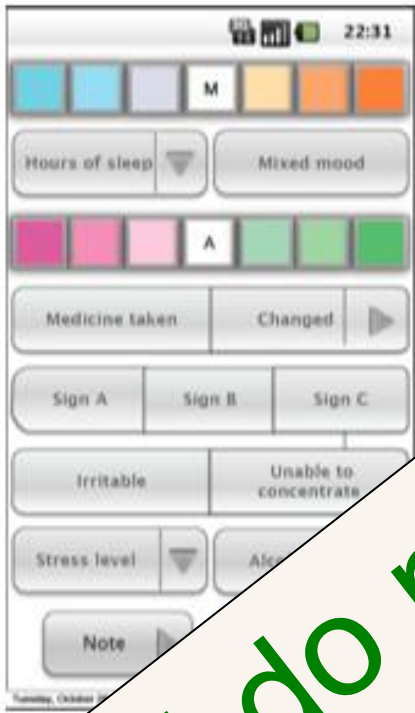 22:31
M
Hours of sleep Mixed mood
A
Medicine taken Changed
Sign A Sign B Sign C
Irritable Unable to
concentrate
Stress level
Note
do